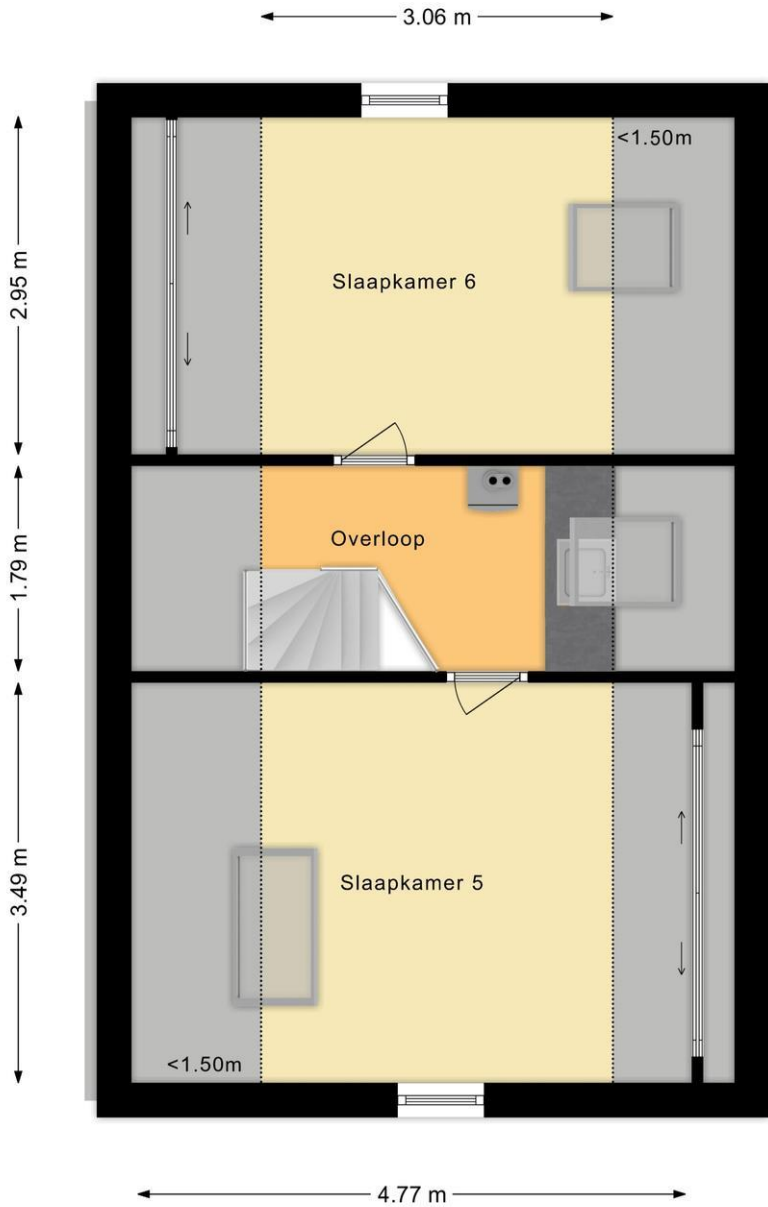 3.06 m
<1.50m
2.95 m
Slaapkamer 6
1.79 m
Overloop
3.49 m
Slaapkamer 5
<1.50m
4.77 m